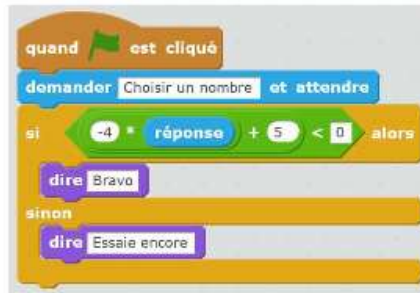 quand est cliqué
demander Choisir un nombre et attendre
si -4 * réponse + 5 < 0 alors
dire Bravo
sinon
dire Essaie encore